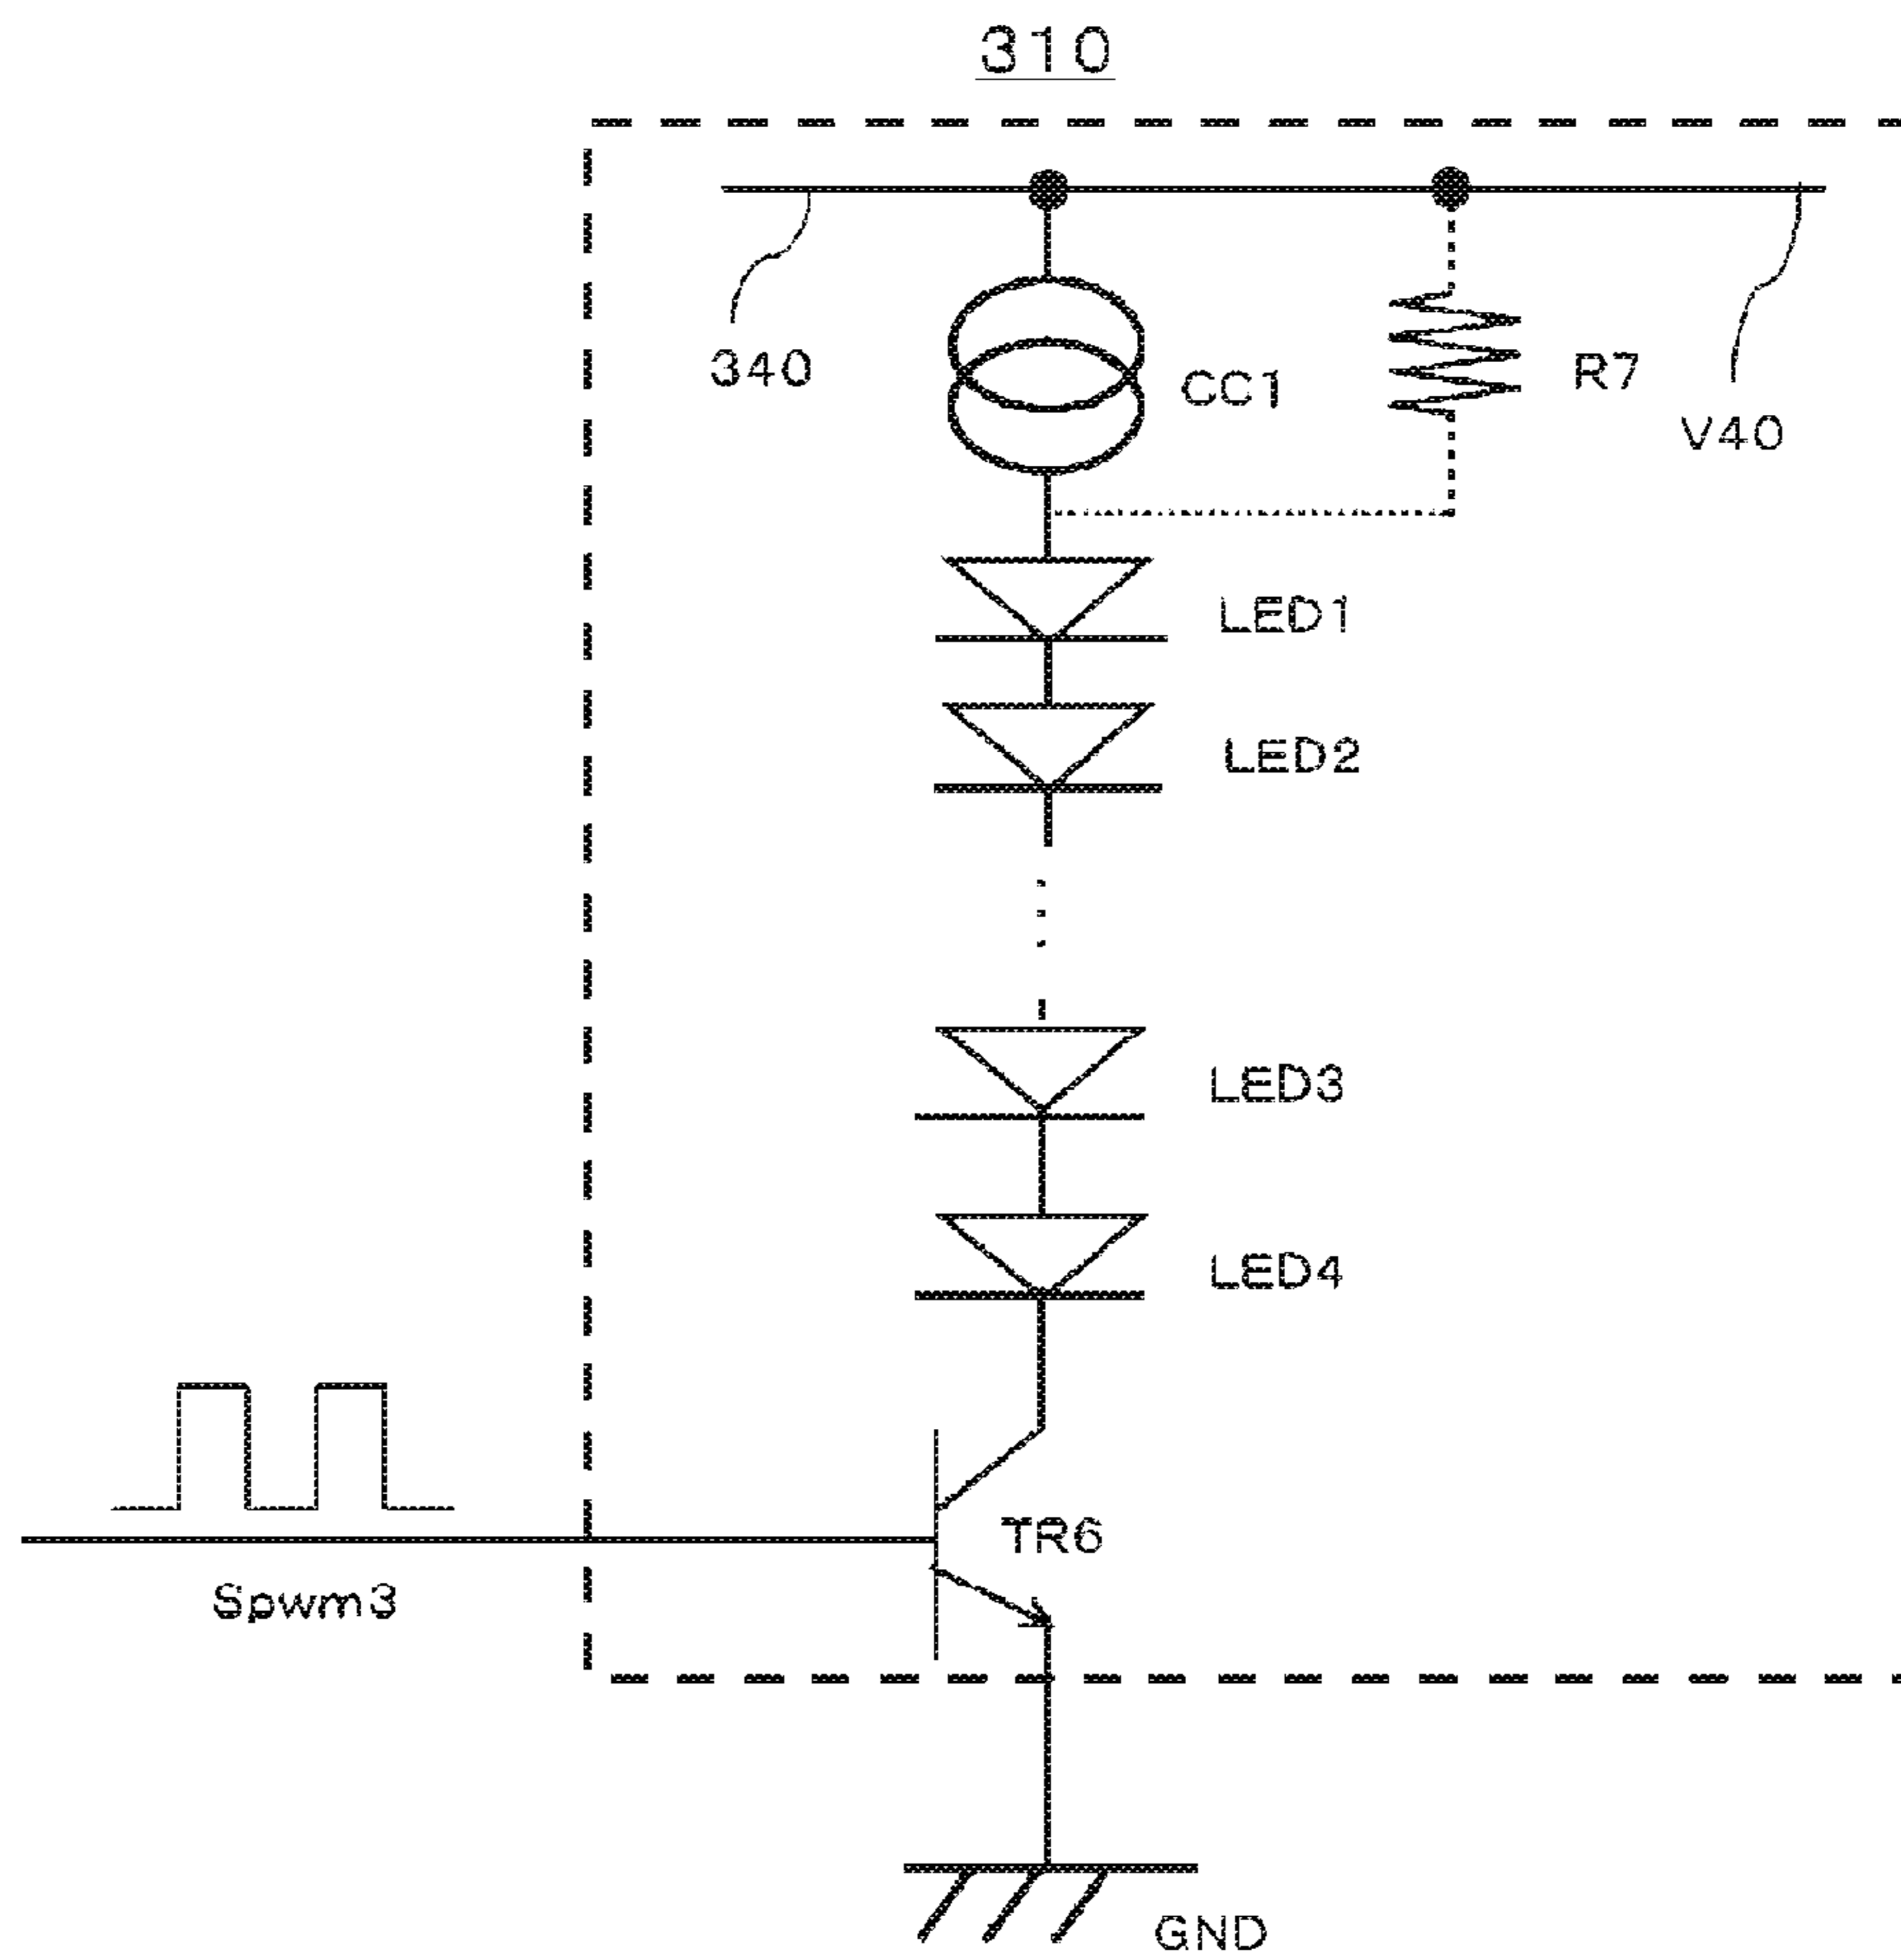 310
340
CC1
R7
V40
LED1
LED2
LED3
LED4
TR6
Spwm3
GND